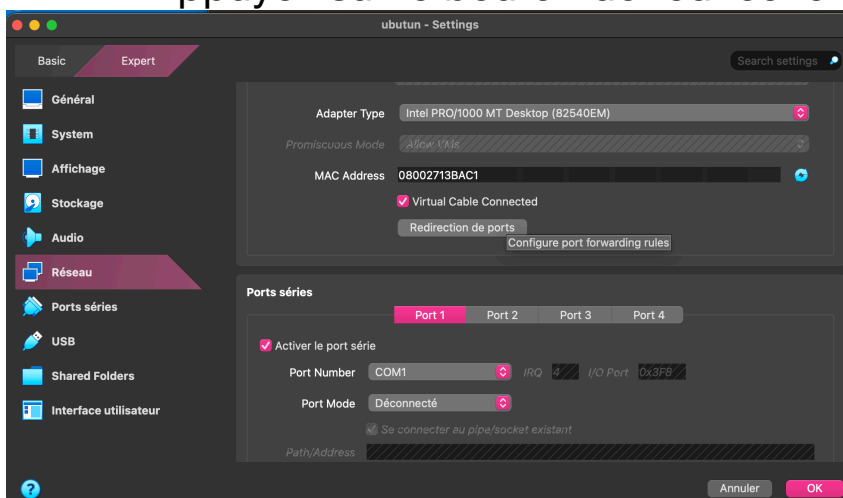 ubutun - Settings
Basic Expert Search settings
Général
System
Affichage
Stockage
Audio
Réseau
Ports séries
USB
Shared Folders
Interface utilisateur
Adapter Type Intel PRO/1000 MT Desktop (82540EM)
Promiscuous Mode Allow VMs
MAC Address 08002713BAC1
Virtual Cable Connected
Redirection de ports
Configure port forwarding rules
Ports séries
Port 1 Port 2 Port 3 Port 4
Activer le port série
Port Number COM1 IRQ 4 I/O Port 0x3F8
Port Mode Déconnecté
Se connecter au pipe/socket existant
Path/Address
Annuler OK